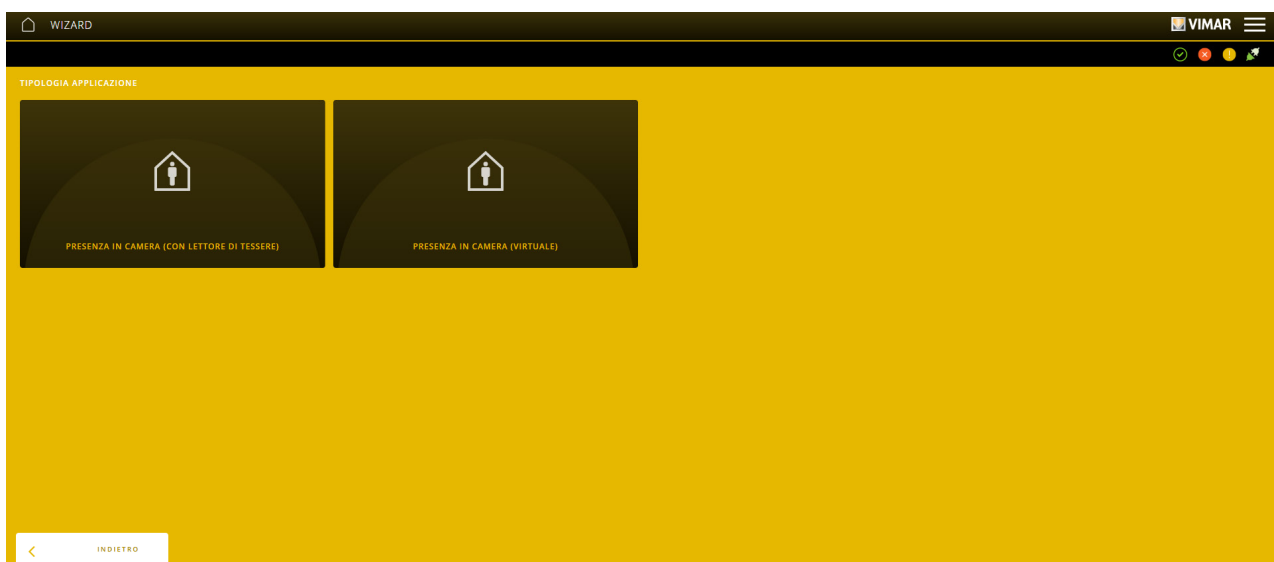 WIZARD
VIMAR
TIPOLOGIA APPLICAZIONE
PRESENZA IN CAMERA (CON LETTORE DI TESSERE)
PRESENZA IN CAMERA (VIRTUALE)
INDIETRO